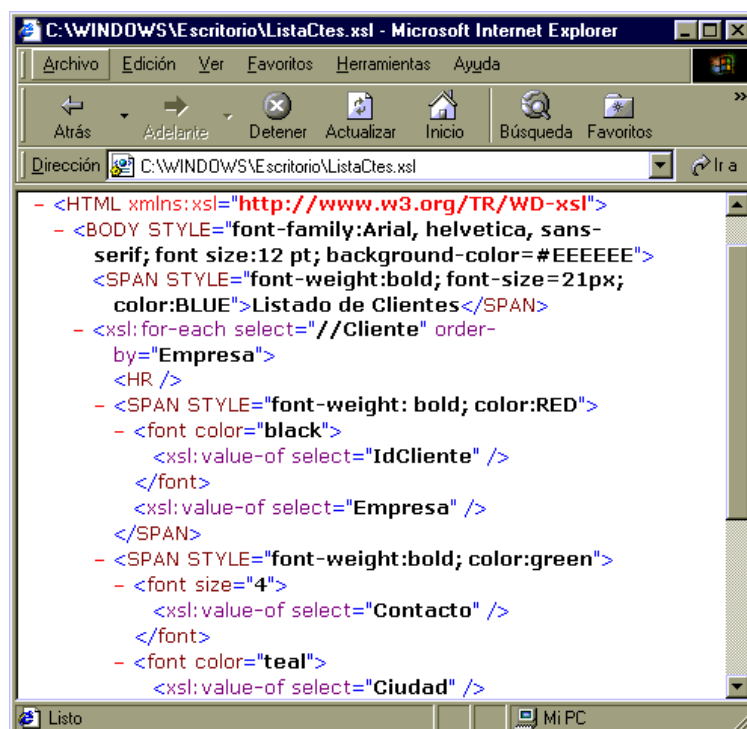 C:\WINDOWS\Escritorio\ListaCtes.xsl - Microsoft Internet Explorer
Archivo Edición Ver Favoritos Herramientas Ayuda
Atrás Adelante Detener Actualizar Inicio Búsqueda Favoritos »
Dirección C:\WINDOWS\Escritorio\ListaCtes.xsl Ir a
- <HTML xmlns:xsl="http://www.w3.org/TR/WD-xsl">
- <BODY STYLE="font-family:Arial, helvetica, sans-
serif; font size:12 pt; background-color=#EEEEEE">
<SPAN STYLE="font-weight:bold; font-size=21px;
color:BLUE">Listado de Clientes</SPAN>
- <xsl:for-each select="//Cliente" order-
by="Empresa">
<HR />
- <SPAN STYLE="font-weight: bold; color:RED">
- <font color="black">
<xsl:value-of select="IdCliente" />
</font>
<xsl:value-of select="Empresa" />
</SPAN>
- <SPAN STYLE="font-weight:bold; color:green">
- <font size="4">
<xsl:value-of select="Contacto" />
</font>
- <font color="teal">
<xsl:value-of select="Ciudad" />
Listo Mi PC